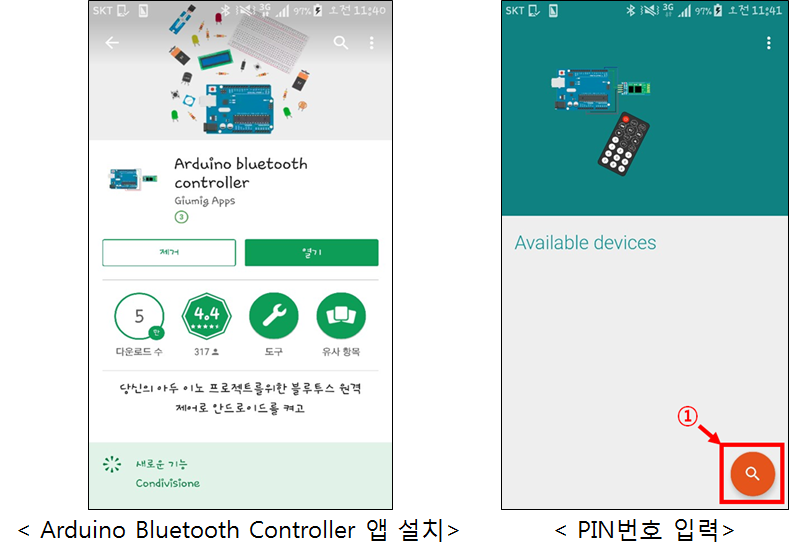 SKT 3G 97% 오전 11:40
Arduino bluetooth
controller
Giumig Apps
3
제거
열기
5
만
4.4
다운로드 수
317
도구
유사 항목
당신의 아두 이노 프로젝트를위한 블루투스 원격
제어로 안드로이드를 켜고
새로운 기능
Condivisione
< Arduino Bluetooth Controller 앱 설치>
SKT 3G 97% 오전 11:41
Available devices
①
< PIN번호 입력>